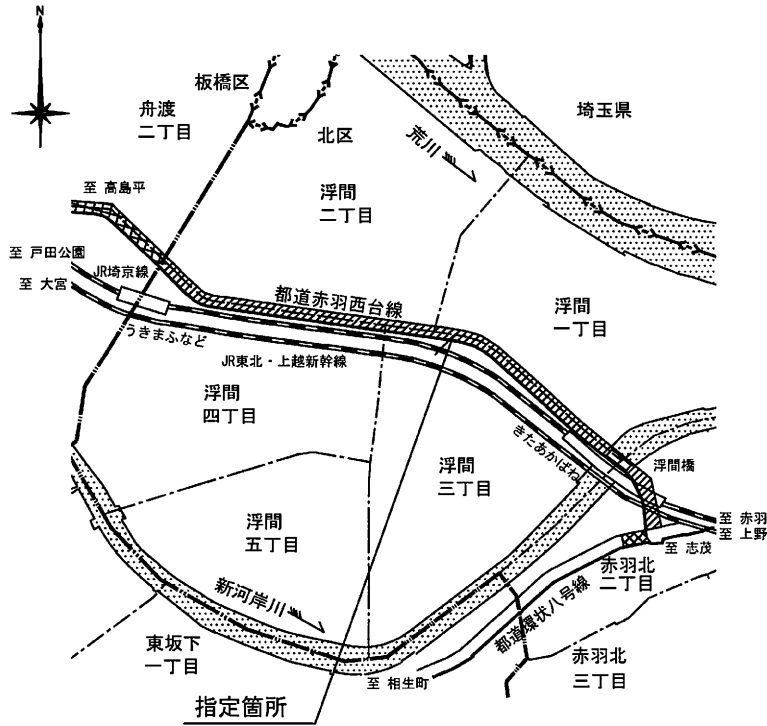 N
板橋区
舟渡
二丁目
北区
埼玉県
荒川
至 高島平
浮間
二丁目
至 戸田公園
JR埼京線
至 大宮
都道赤羽西台線
浮間
一丁目
うきまふなど
JR東北・上越新幹線
浮間
四丁目
きたあかばね
浮間
三丁目
浮間橋
浮間
五丁目
至 赤羽
至 上野
至 志茂
赤羽北
二丁目
新河岸川
都道環状八号線
東坂下
一丁目
赤羽北
三丁目
至 相生町
指定箇所